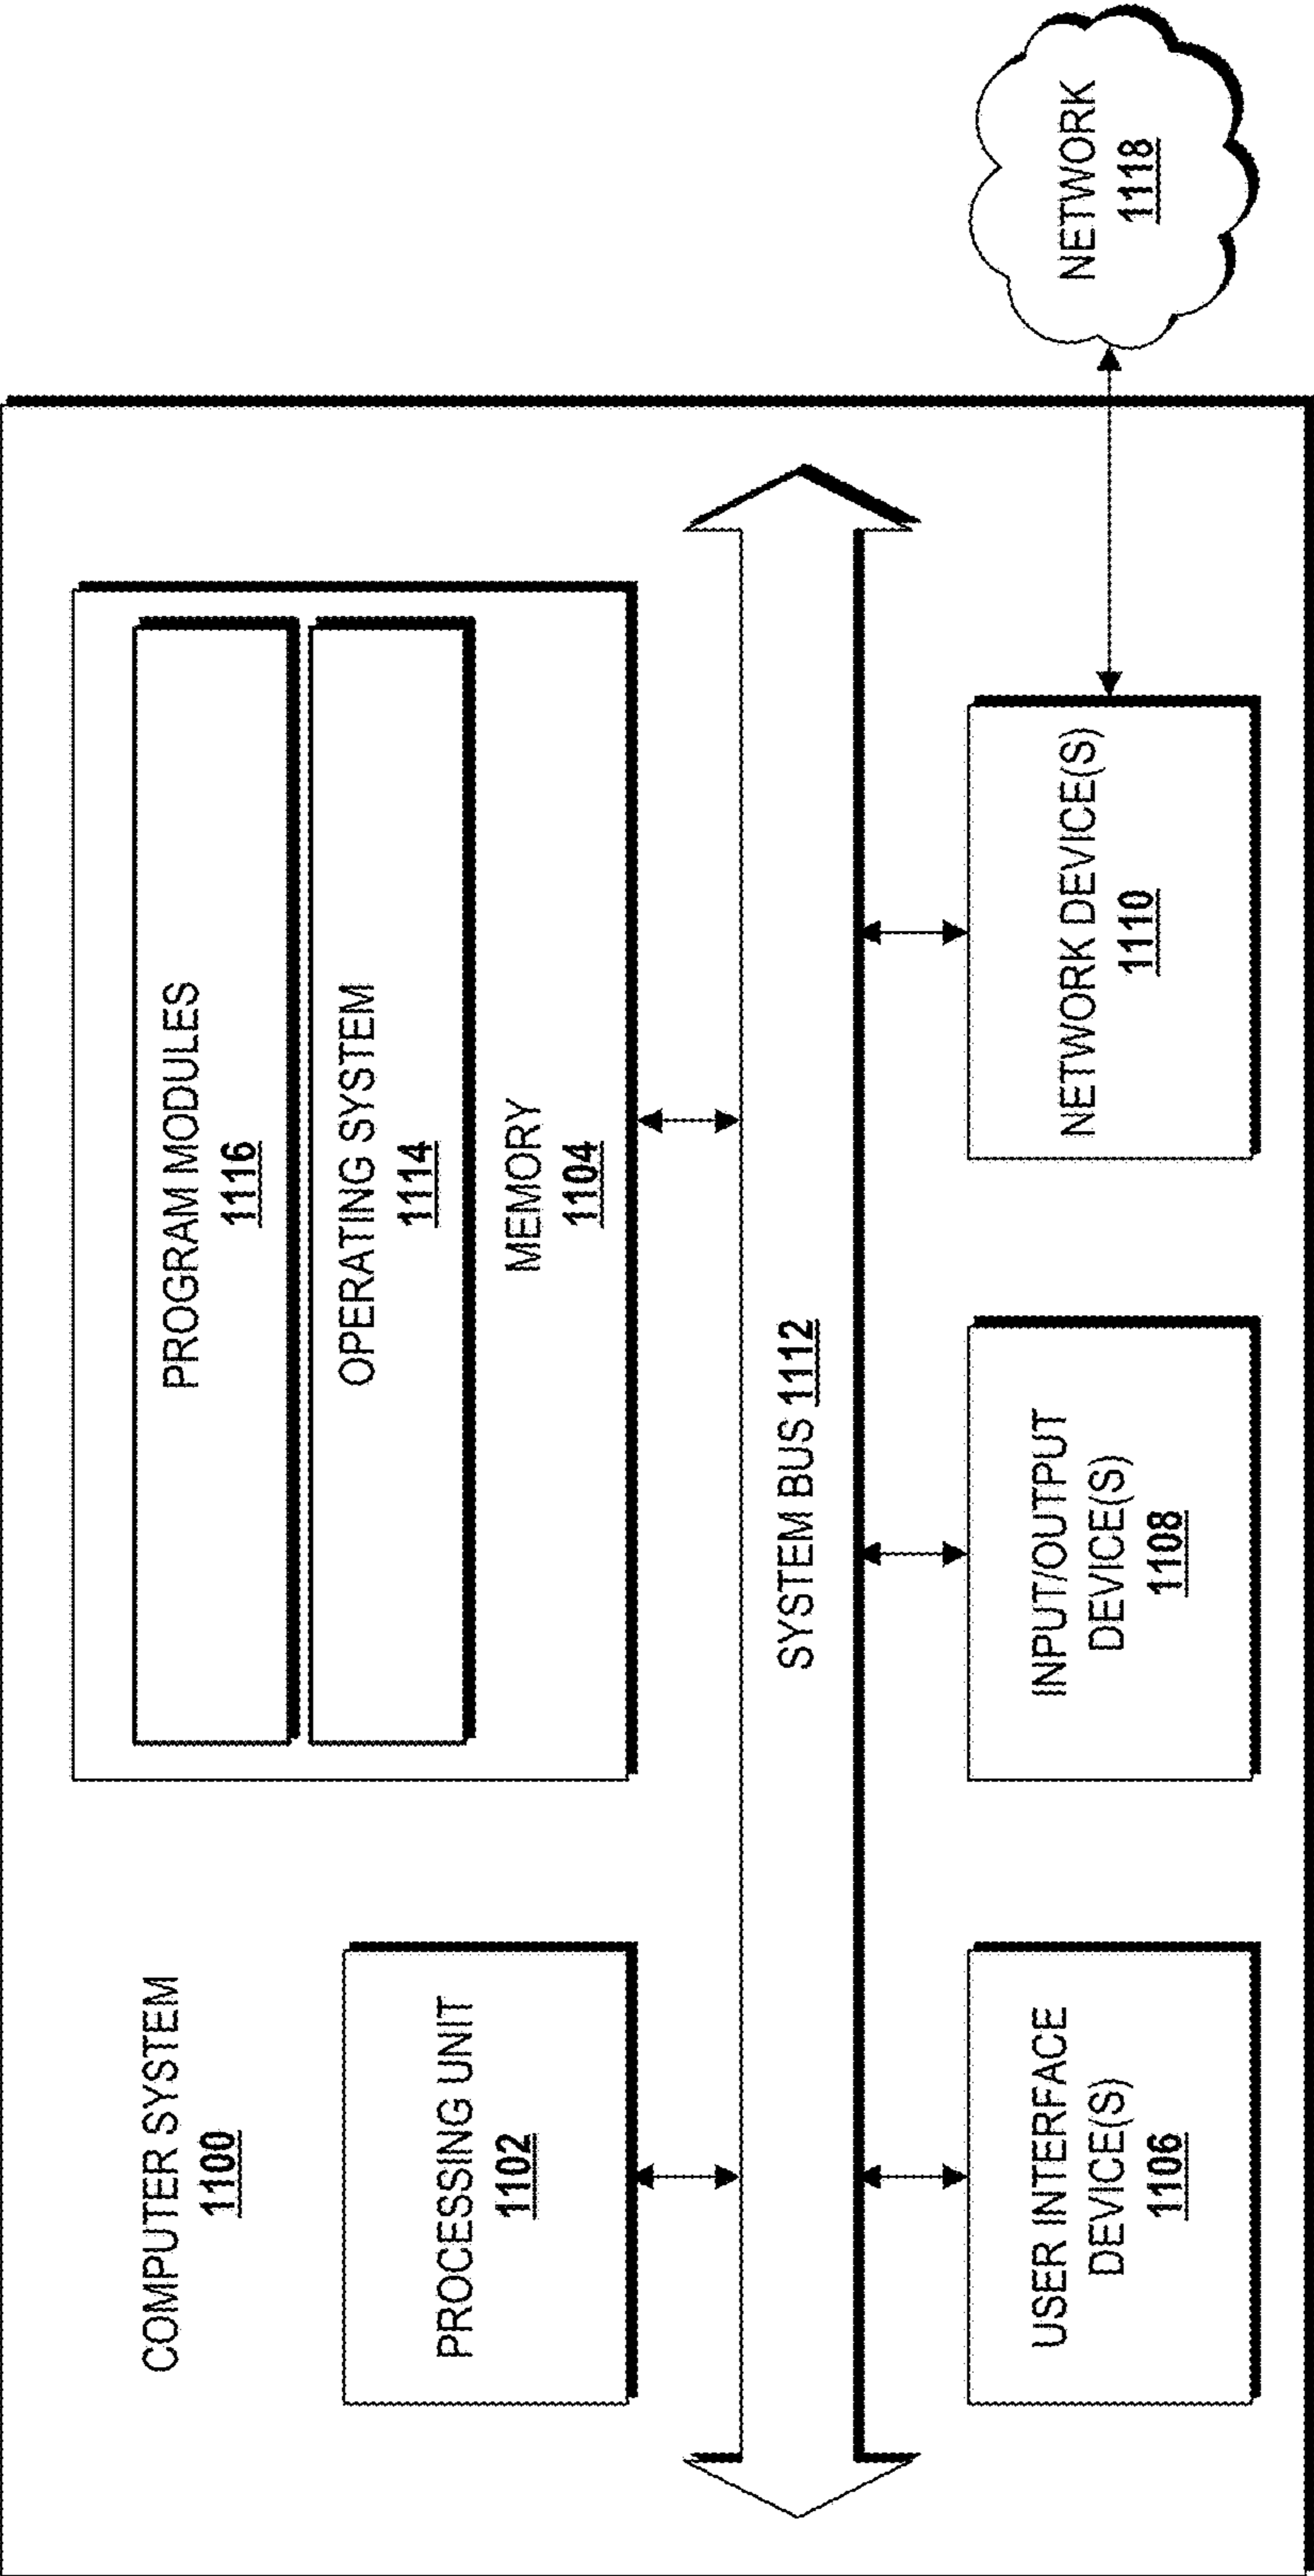 COMPUTER SYSTEM
1100
PROCESSING UNIT
1102
PROGRAM MODULES
1116
OPERATING SYSTEM
1114
MEMORY
1104
SYSTEM BUS 1112
USER INTERFACE
DEVICE(S)
1106
INPUT/OUTPUT
DEVICE(S)
1108
NETWORK DEVICE(S)
1110
NETWORK
1118